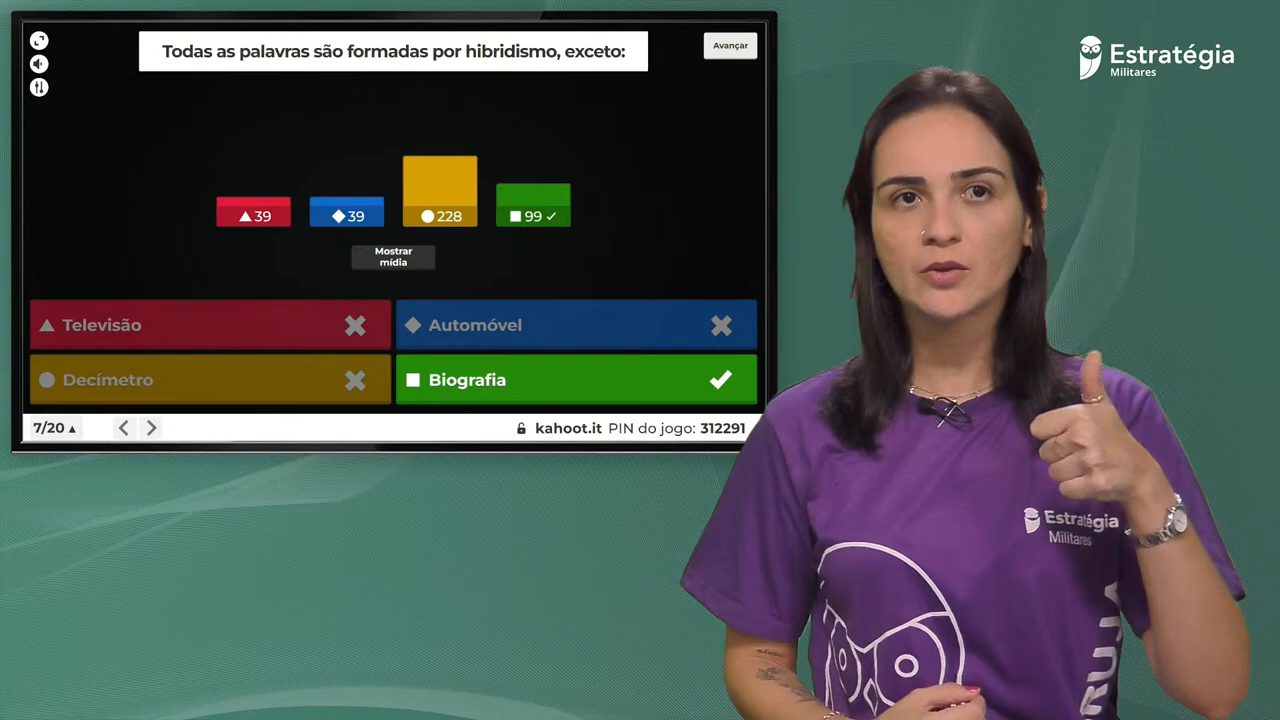 Todas as palavras são formadas por hibridismo, exceto:
Avançar
39
39
228
99
Mostrar
mídia
Televisão
Automóvel
Decímetro
Biografia
7/20
kahoot.it PIN do jogo: 312291
Estratégia
Militares
Estratégia
Militares
RUJA